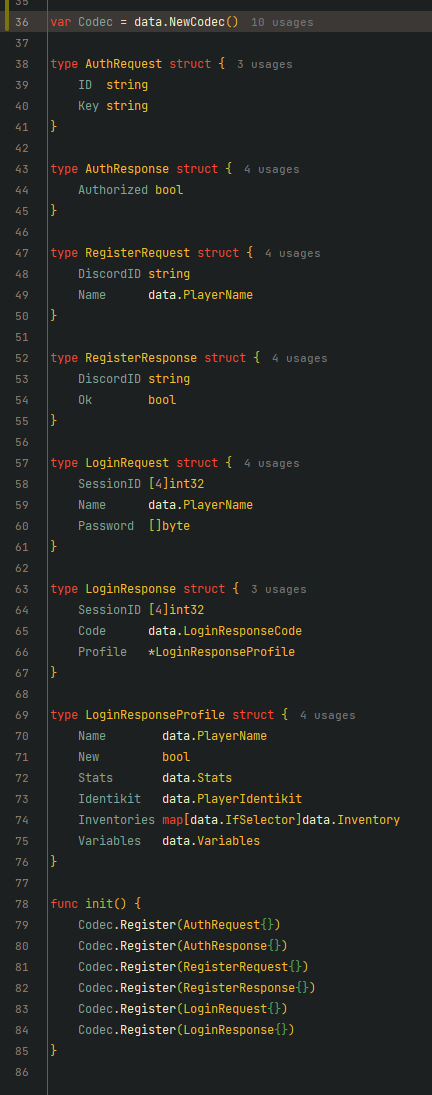 35
36 var Codec = data.NewCodec() 10 usages
37
38 type AuthRequest struct { 3 usages
39     ID  string
40     Key string
41 }
42
43 type AuthResponse struct { 4 usages
44     Authorized bool
45 }
46
47 type RegisterRequest struct { 4 usages
48     DiscordID string
49     Name      data.PlayerName
50 }
51
52 type RegisterResponse struct { 4 usages
53     DiscordID string
54     Ok        bool
55 }
56
57 type LoginRequest struct { 4 usages
58     SessionID [4]int32
59     Name      data.PlayerName
60     Password  []byte
61 }
62
63 type LoginResponse struct { 3 usages
64     SessionID [4]int32
65     Code      data.LoginResponseCode
66     Profile   *LoginResponseProfile
67 }
68
69 type LoginResponseProfile struct { 4 usages
70     Name        data.PlayerName
71     New         bool
72     Stats       data.Stats
73     Identikit   data.PlayerIdentikit
74     Inventories map[data.IfSelector]data.Inventory
75     Variables   data.Variables
76 }
77
78 func init() {
79     Codec.Register(AuthRequest{})
80     Codec.Register(AuthResponse{})
81     Codec.Register(RegisterRequest{})
82     Codec.Register(RegisterResponse{})
83     Codec.Register(LoginRequest{})
84     Codec.Register(LoginResponse{})
85 }
86